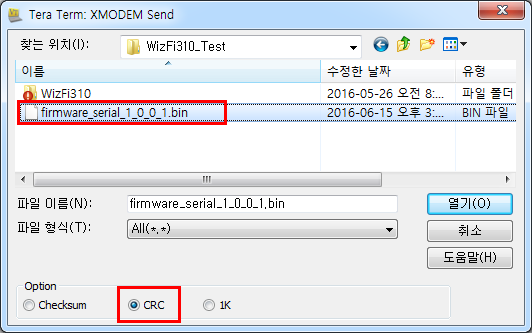 Tera Term: XMODEM Send
찾는 위치(I): WizFi310_Test
이름 수정한 날짜 유형
WizFi310 2016-05-26 오전 8:... 파일 폴더
firmware_serial_1_0_0_1.bin 2016-06-15 오후 3:... BIN 파일
파일 이름(N): firmware_serial_1_0_0_1.bin 열기(O)
파일 형식(T): All(*.*) 취소
도움말(H)
Option
Checksum CRC 1K